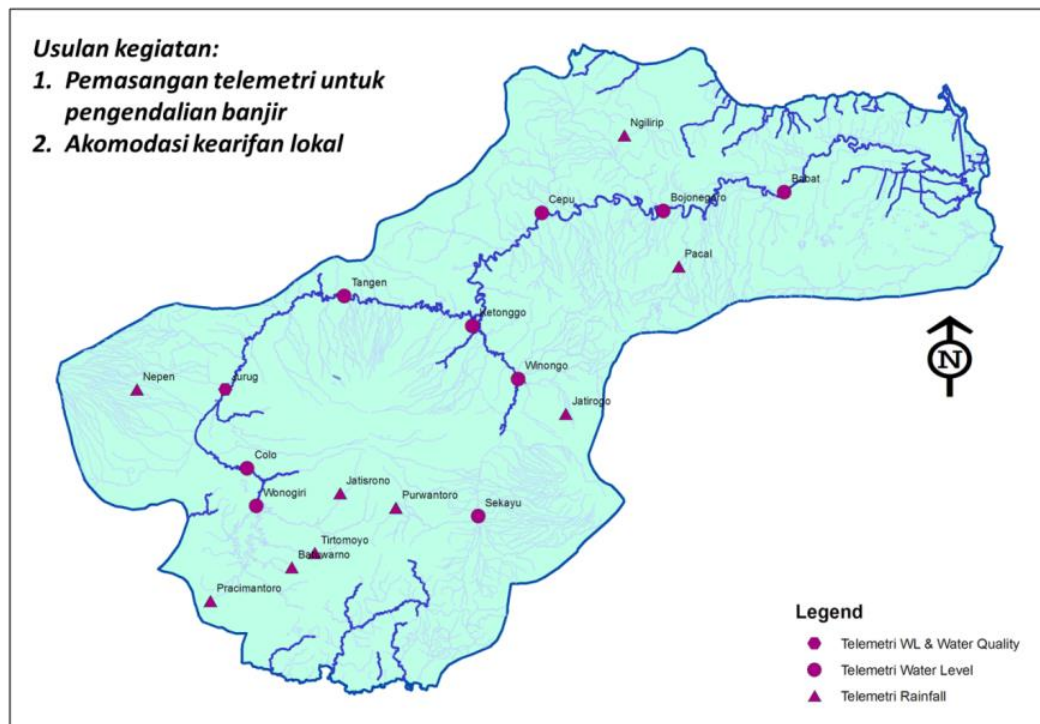 Usulan kegiatan:
1. Pemasangan telemetri untuk
pengendalian banjir
2. Akomodasi kearifan lokal
Ngilirip
Babat
Cepu
Bojonegoro
Pacal
Tangen
Ketonggo
Winongo
Nepen
Jurug
Jatirogo
Colo
Jatisrono
Purwantoro
Wonogiri
Sekayu
Tirtomoyo
Batuwarno
Pracimantoro
N
Legend
Telemetri WL & Water Quality
Telemetri Water Level
Telemetri Rainfall